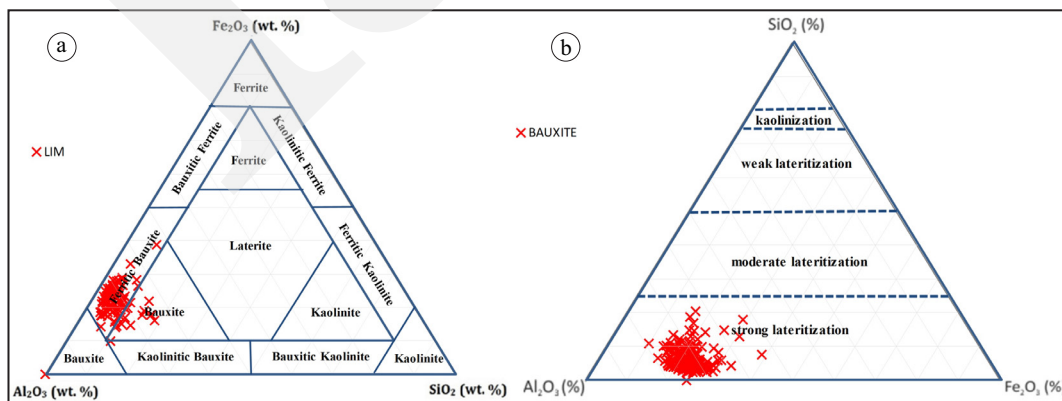 a
Fe₂O₃ (wt. %)
LIM
Ferrite
Bauxitic Ferrite
Kaolinitic Ferrite
Ferrite
Laterite
Ferritic Bauxite
Ferritic Kaolinite
Bauxite
Kaolinite
Bauxite
Kaolinitic Bauxite
Bauxitic Kaolinite
Kaolinite
Al₂O₃ (wt. %)
SiO₂ (wt. %)
b
SiO₂ (%)
BAUXITE
kaolinization
weak lateritization
moderate lateritization
strong lateritization
Al₂O₃ (%)
Fe₂O₃ (%